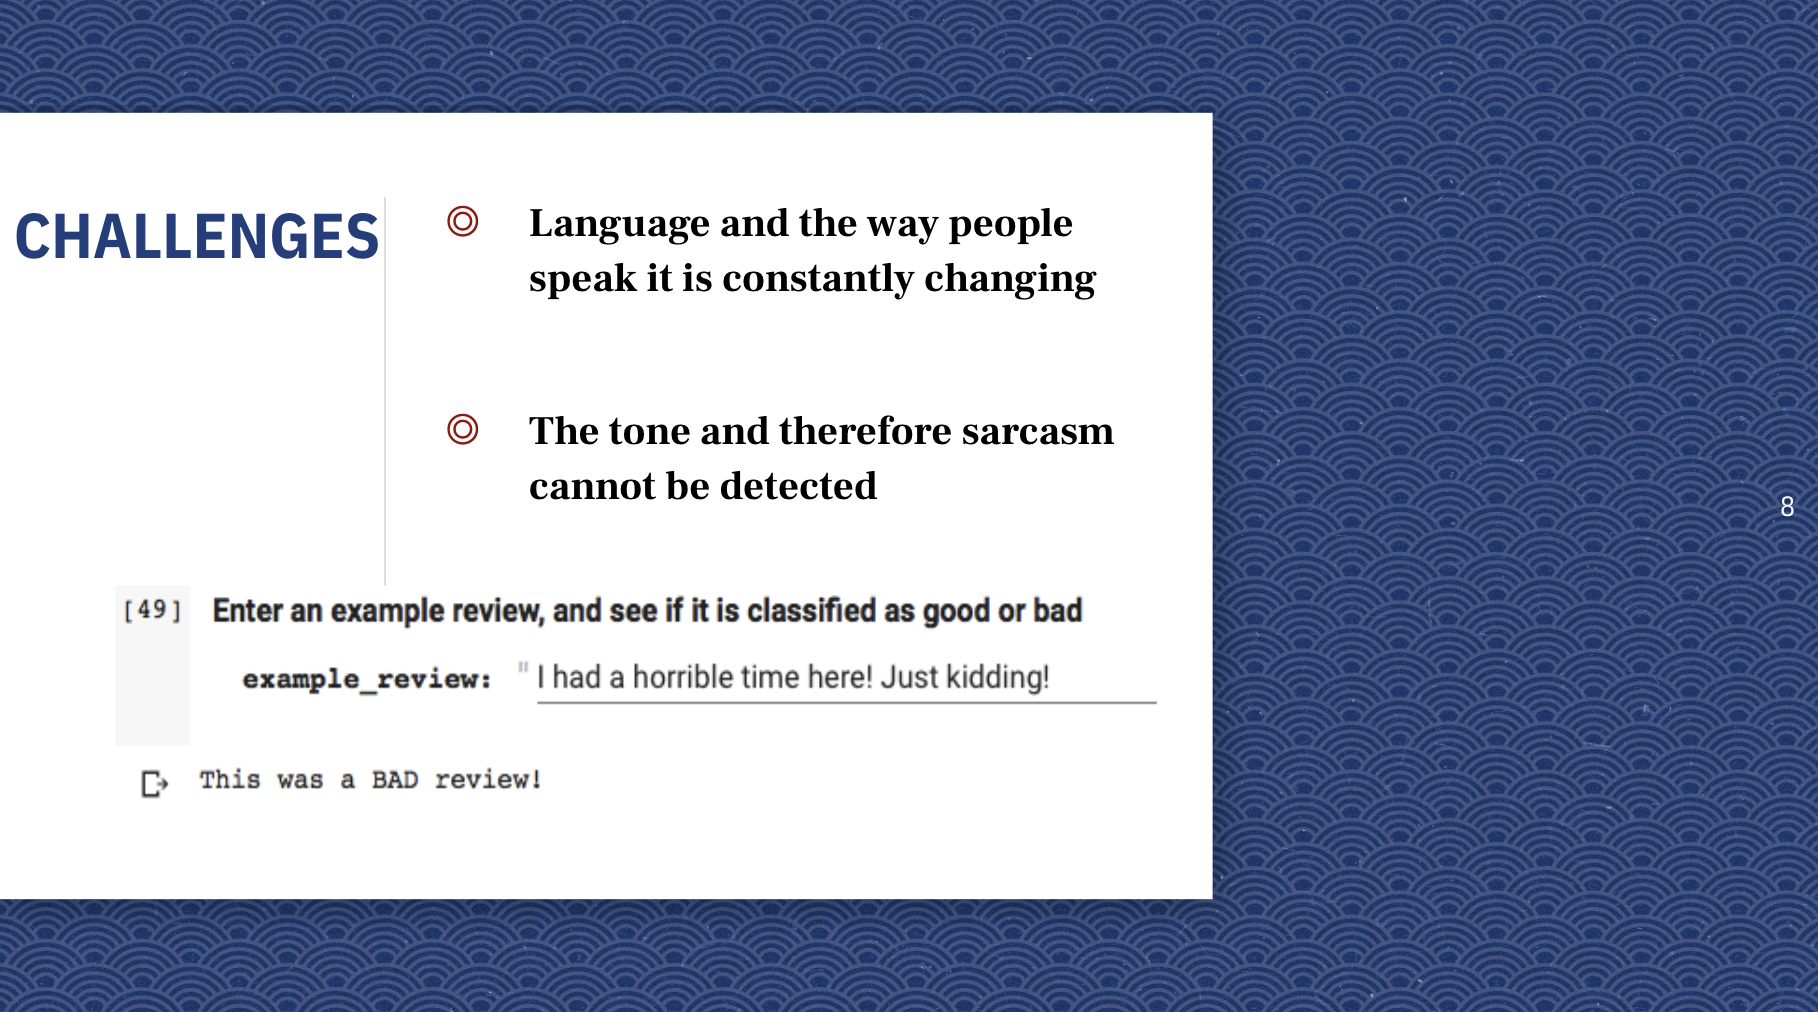 CHALLENGES
Language and the way people
speak it is constantly changing
The tone and therefore sarcasm
cannot be detected
[49] Enter an example review, and see if it is classified as good or bad
example_review: " I had a horrible time here! Just kidding!
This was a BAD review!
8